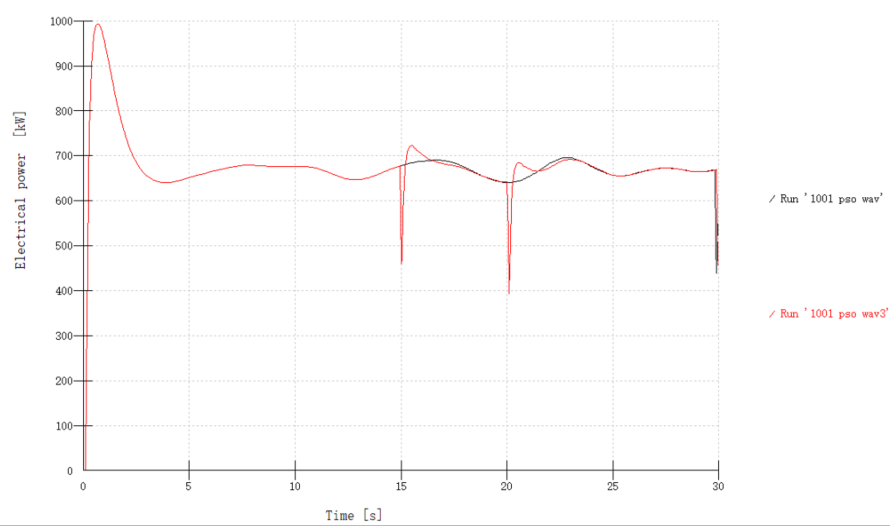 1000
900
800
700
600
500
400
300
200
100
0
Electrical power [kW]
0 5 10 15 20 25 30
Time [s]
/ Run '1001 pso wav'
/ Run '1001 pso wav3'